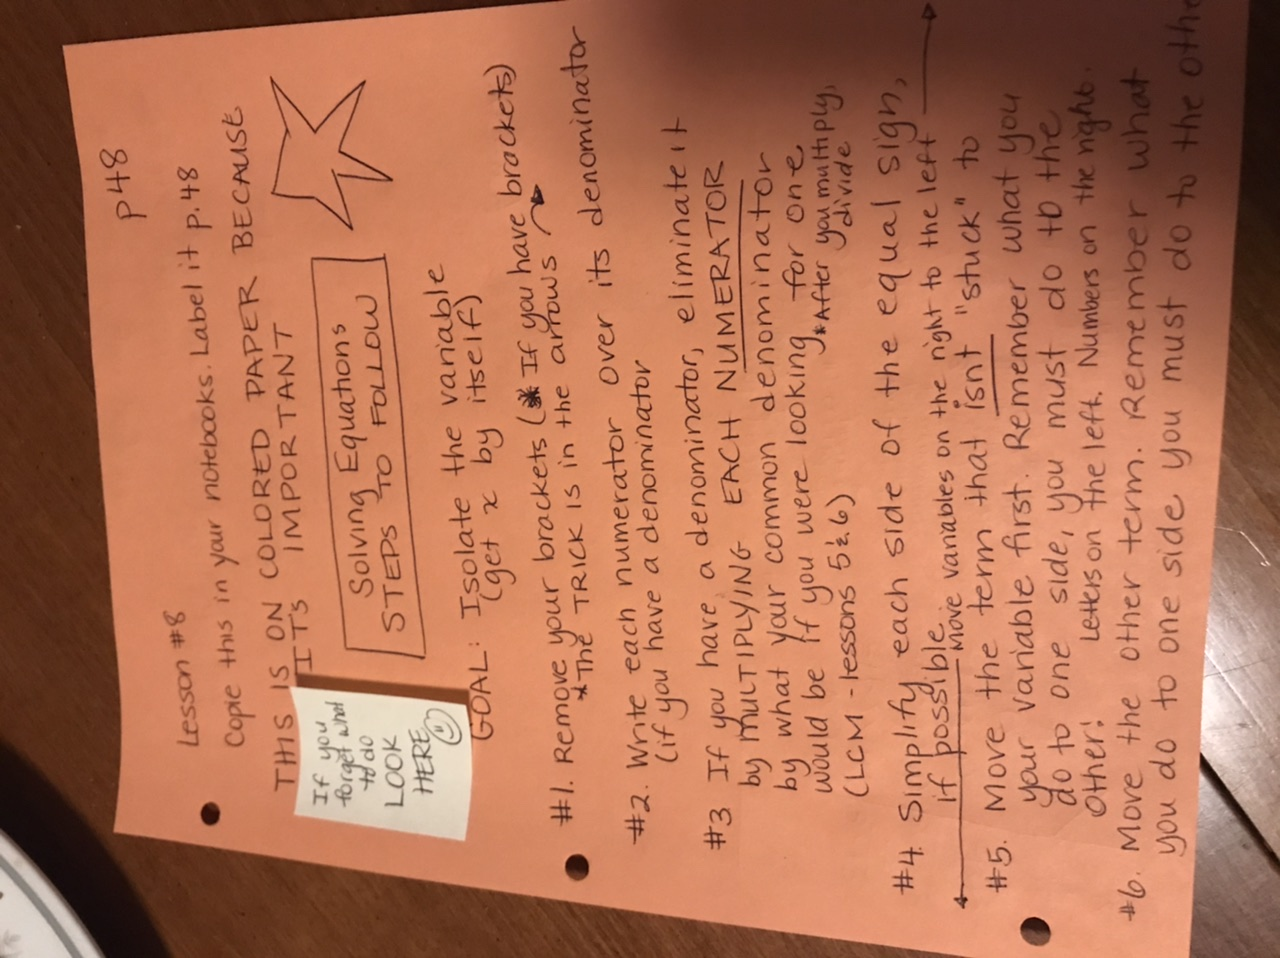 p48
Lesson #8
Copie this in your notebooks. Label it p.48
THIS IS ON COLORED PAPER BECAUSE
IT'S IMPORTANT
If you
forget what
to do
LOOK
HERE
Solving Equations
STEPS TO FOLLOW
GOAL: Isolate the variable
(get x by itself)
#1. Remove your brackets (* If you have brackets)
*The TRICK is in the arrows
#2. Write each numerator over its denominator
(if you have a denominator
#3 If you have a denominator, eliminate it
by MULTIPLYING EACH NUMERATOR
by what your common denominator
would be if you were looking for one
(LCM - lessons 5 & 6)
*After you multiply,
divide
#4. Simplify each side of the equal sign,
if possible
Move variables on the right to the left
#5. Move the term that isn't "stuck" to
your variable first. Remember what you
do to one side, you must do to the
other!
Letters on the left. Numbers on the right.
#6. Move the other term. Remember what
you do to one side you must do to the othe